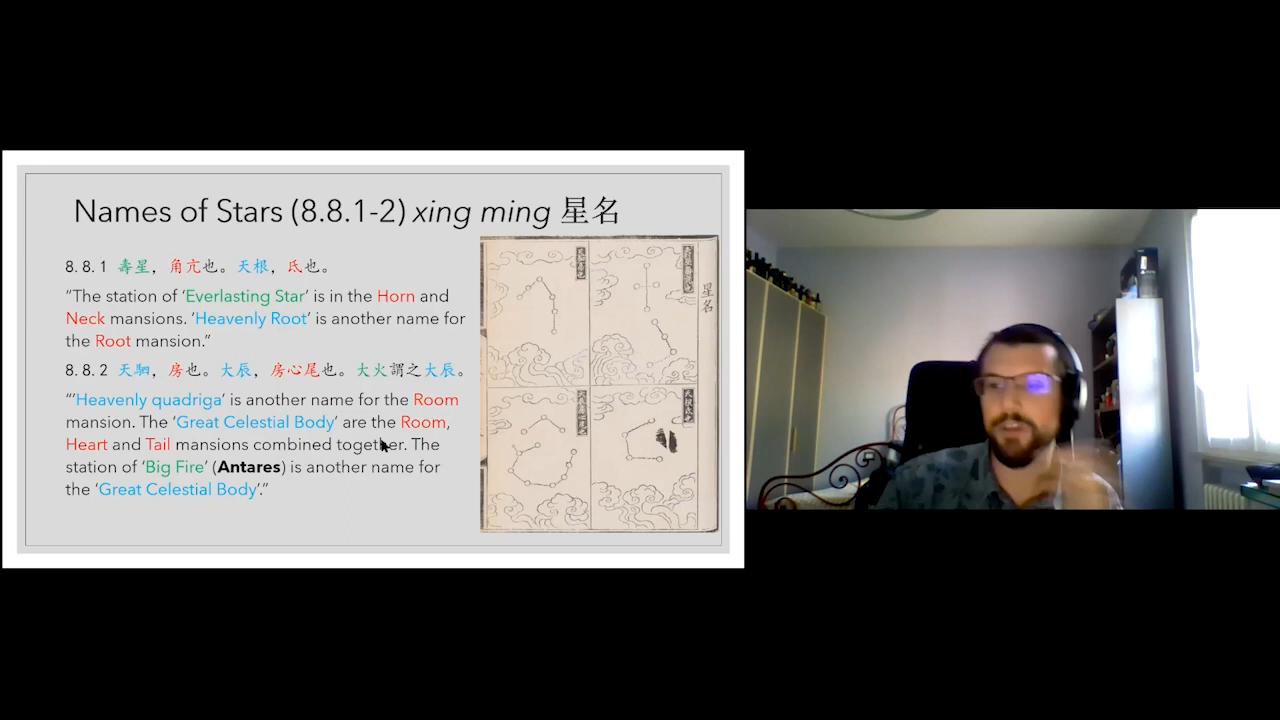 Names of Stars (8.8.1-2) xing ming 星名
8.8.1 壽星，角亢也。天根，氐也。
“The station of ‘Everlasting Star’ is in the Horn and
Neck mansions. ‘Heavenly Root’ is another name for
the Root mansion.”
8.8.2 天駟，房也。大辰，房心尾也。大火謂之大辰。
“‘Heavenly quadriga’ is another name for the Room
mansion. The ‘Great Celestial Body’ are the Room,
Heart and Tail mansions combined together. The
station of ‘Big Fire’ (Antares) is another name for
the ‘Great Celestial Body’.”
星名